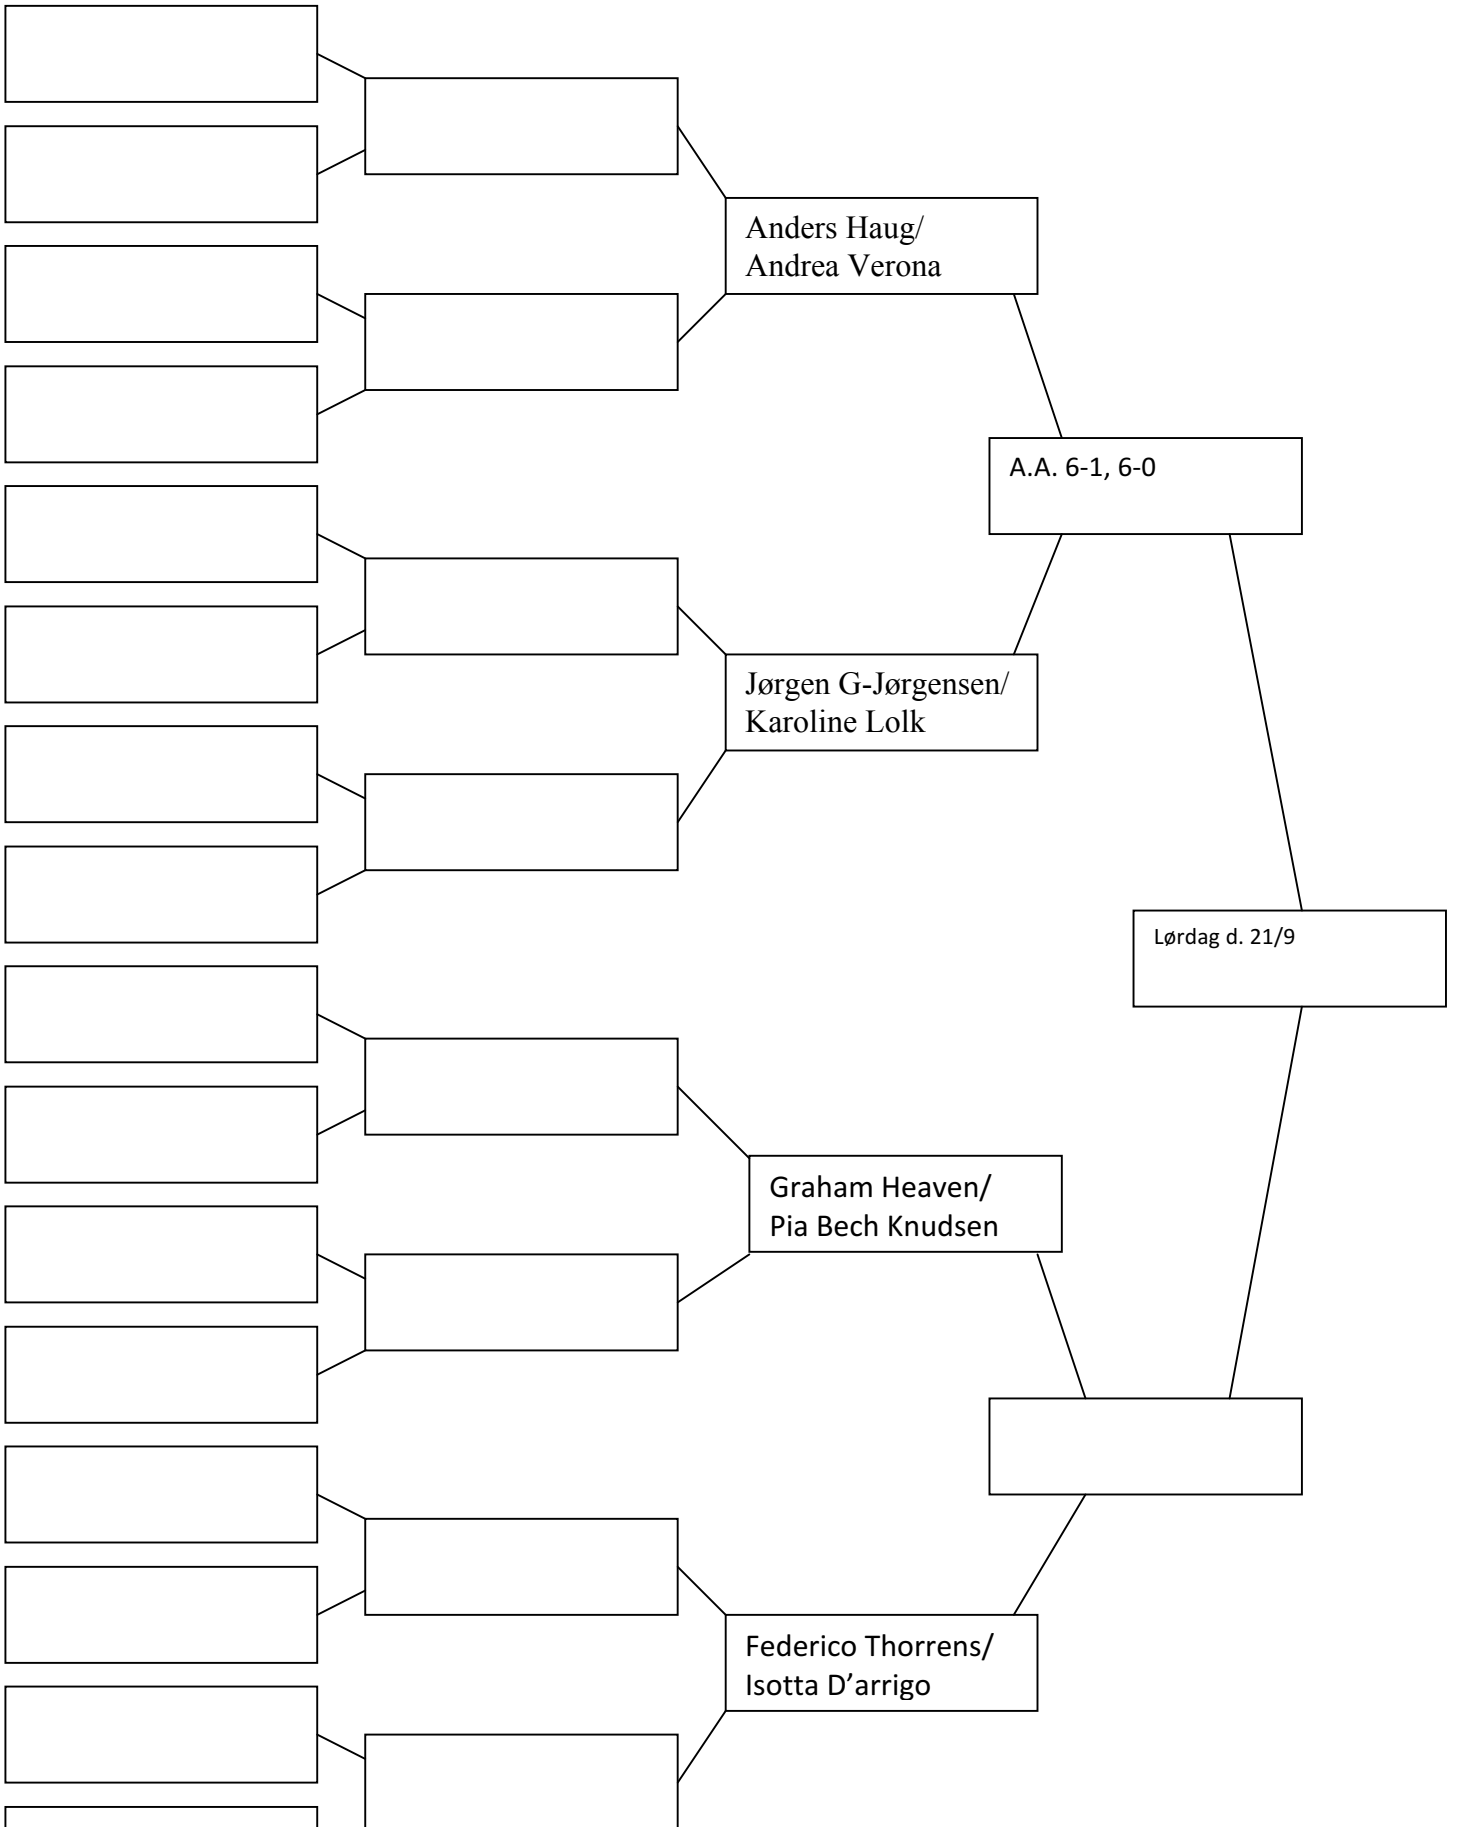 Anders Haug/
Andrea Verona
A.A. 6-1, 6-0
Jørgen G-Jørgensen/
Karoline Lolk
Lørdag d. 21/9
Graham Heaven/
Pia Bech Knudsen
Federico Thorrens/
Isotta D’arrigo